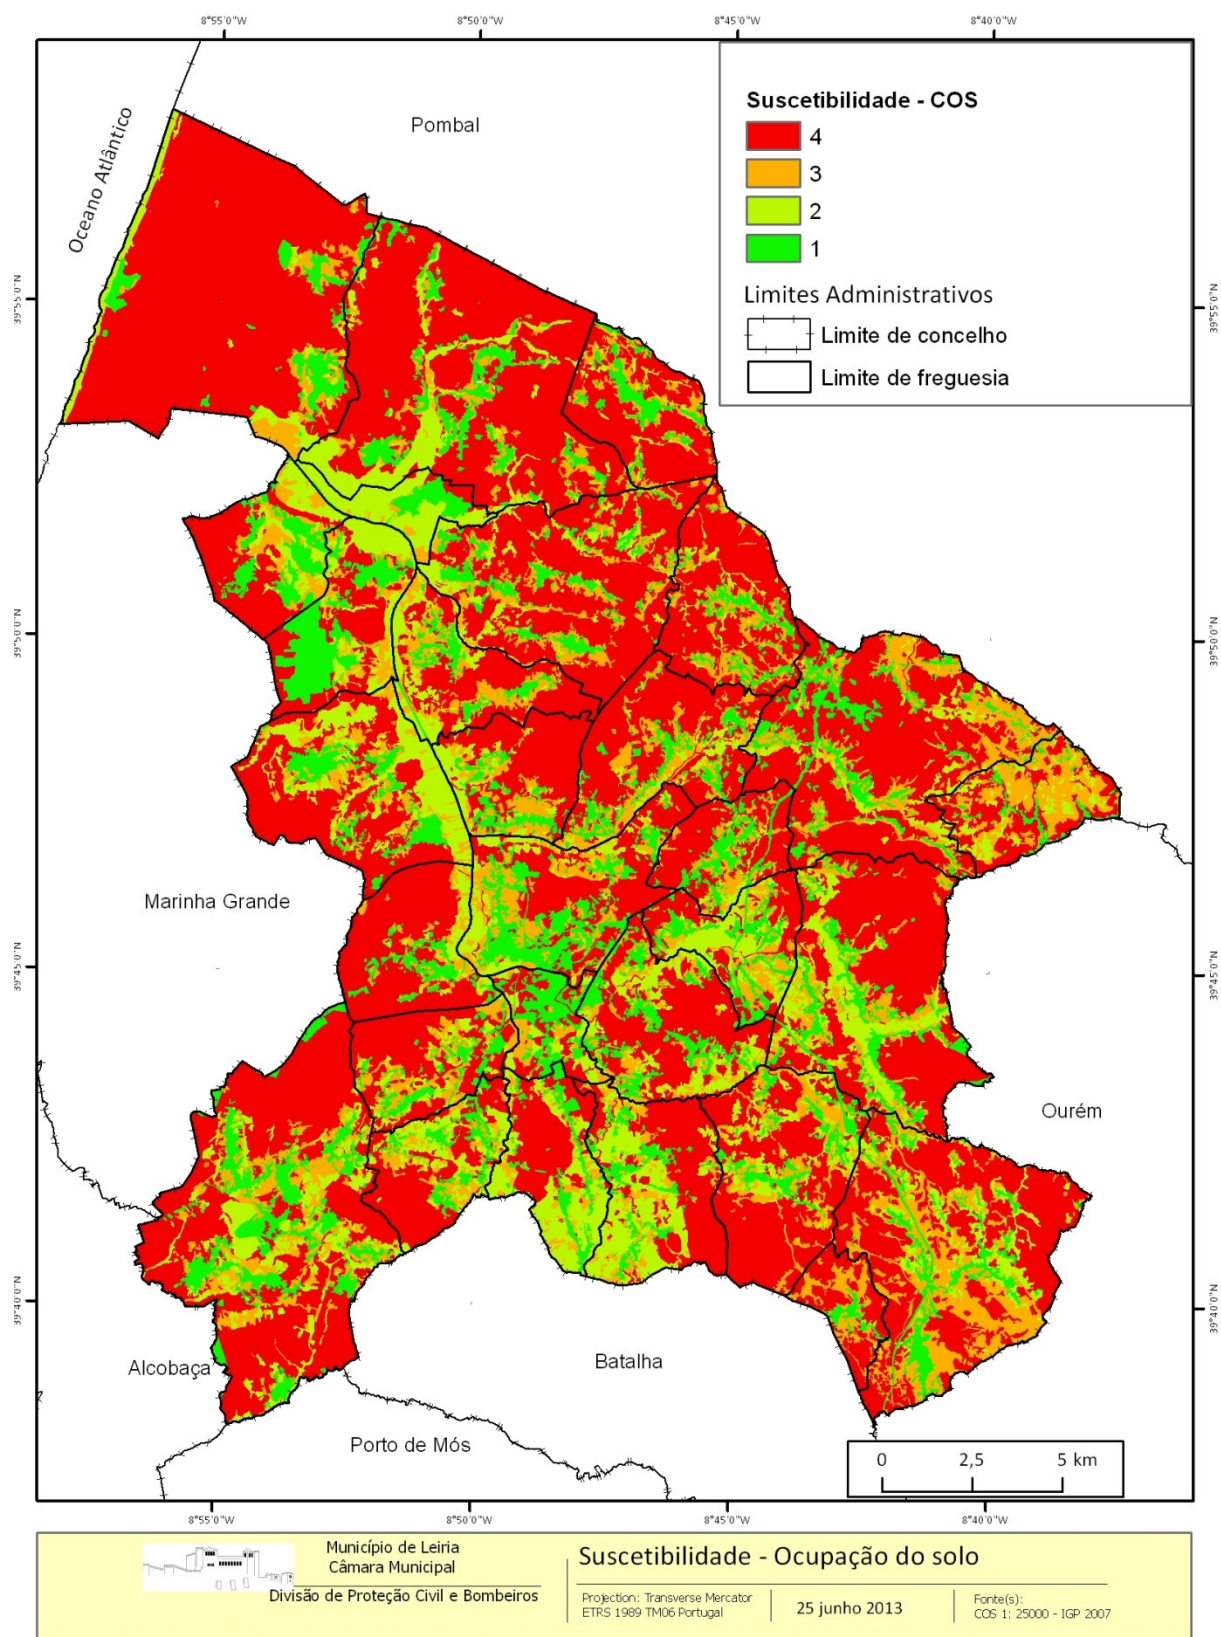 8°55'0"W
8°50'0"W
8°45'0"W
8°40'0"W
Suscetibilidade - COS
4
3
2
1
Limites Administrativos
Limite de concelho
Limite de freguesia
Pombal
Oceano Atlântico
39°55'0"N
39°55'0"N
39°50'0"N
39°50'0"N
Marinha Grande
39°45'0"N
39°45'0"N
Ourém
39°40'0"N
39°40'0"N
Alcobaça
Batalha
Porto de Mós
0 2,5 5 km
8°55'0"W
8°50'0"W
8°45'0"W
8°40'0"W
Município de Leiria
Câmara Municipal
Divisão de Proteção Civil e Bombeiros
Suscetibilidade - Ocupação do solo
Projection: Transverse Mercator
ETRS 1989 TM06 Portugal
25 junho 2013
Fonte(s):
COS 1: 25000 - IGP 2007